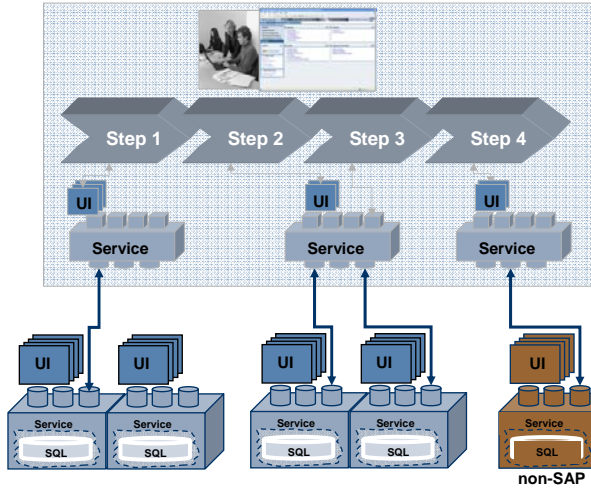 Step 1
Step 2
Step 3
Step 4
UI
UI
UI
Service
Service
Service
UI
UI
UI
UI
UI
Service
Service
Service
Service
Service
SQL
SQL
SQL
SQL
SQL
non-SAP